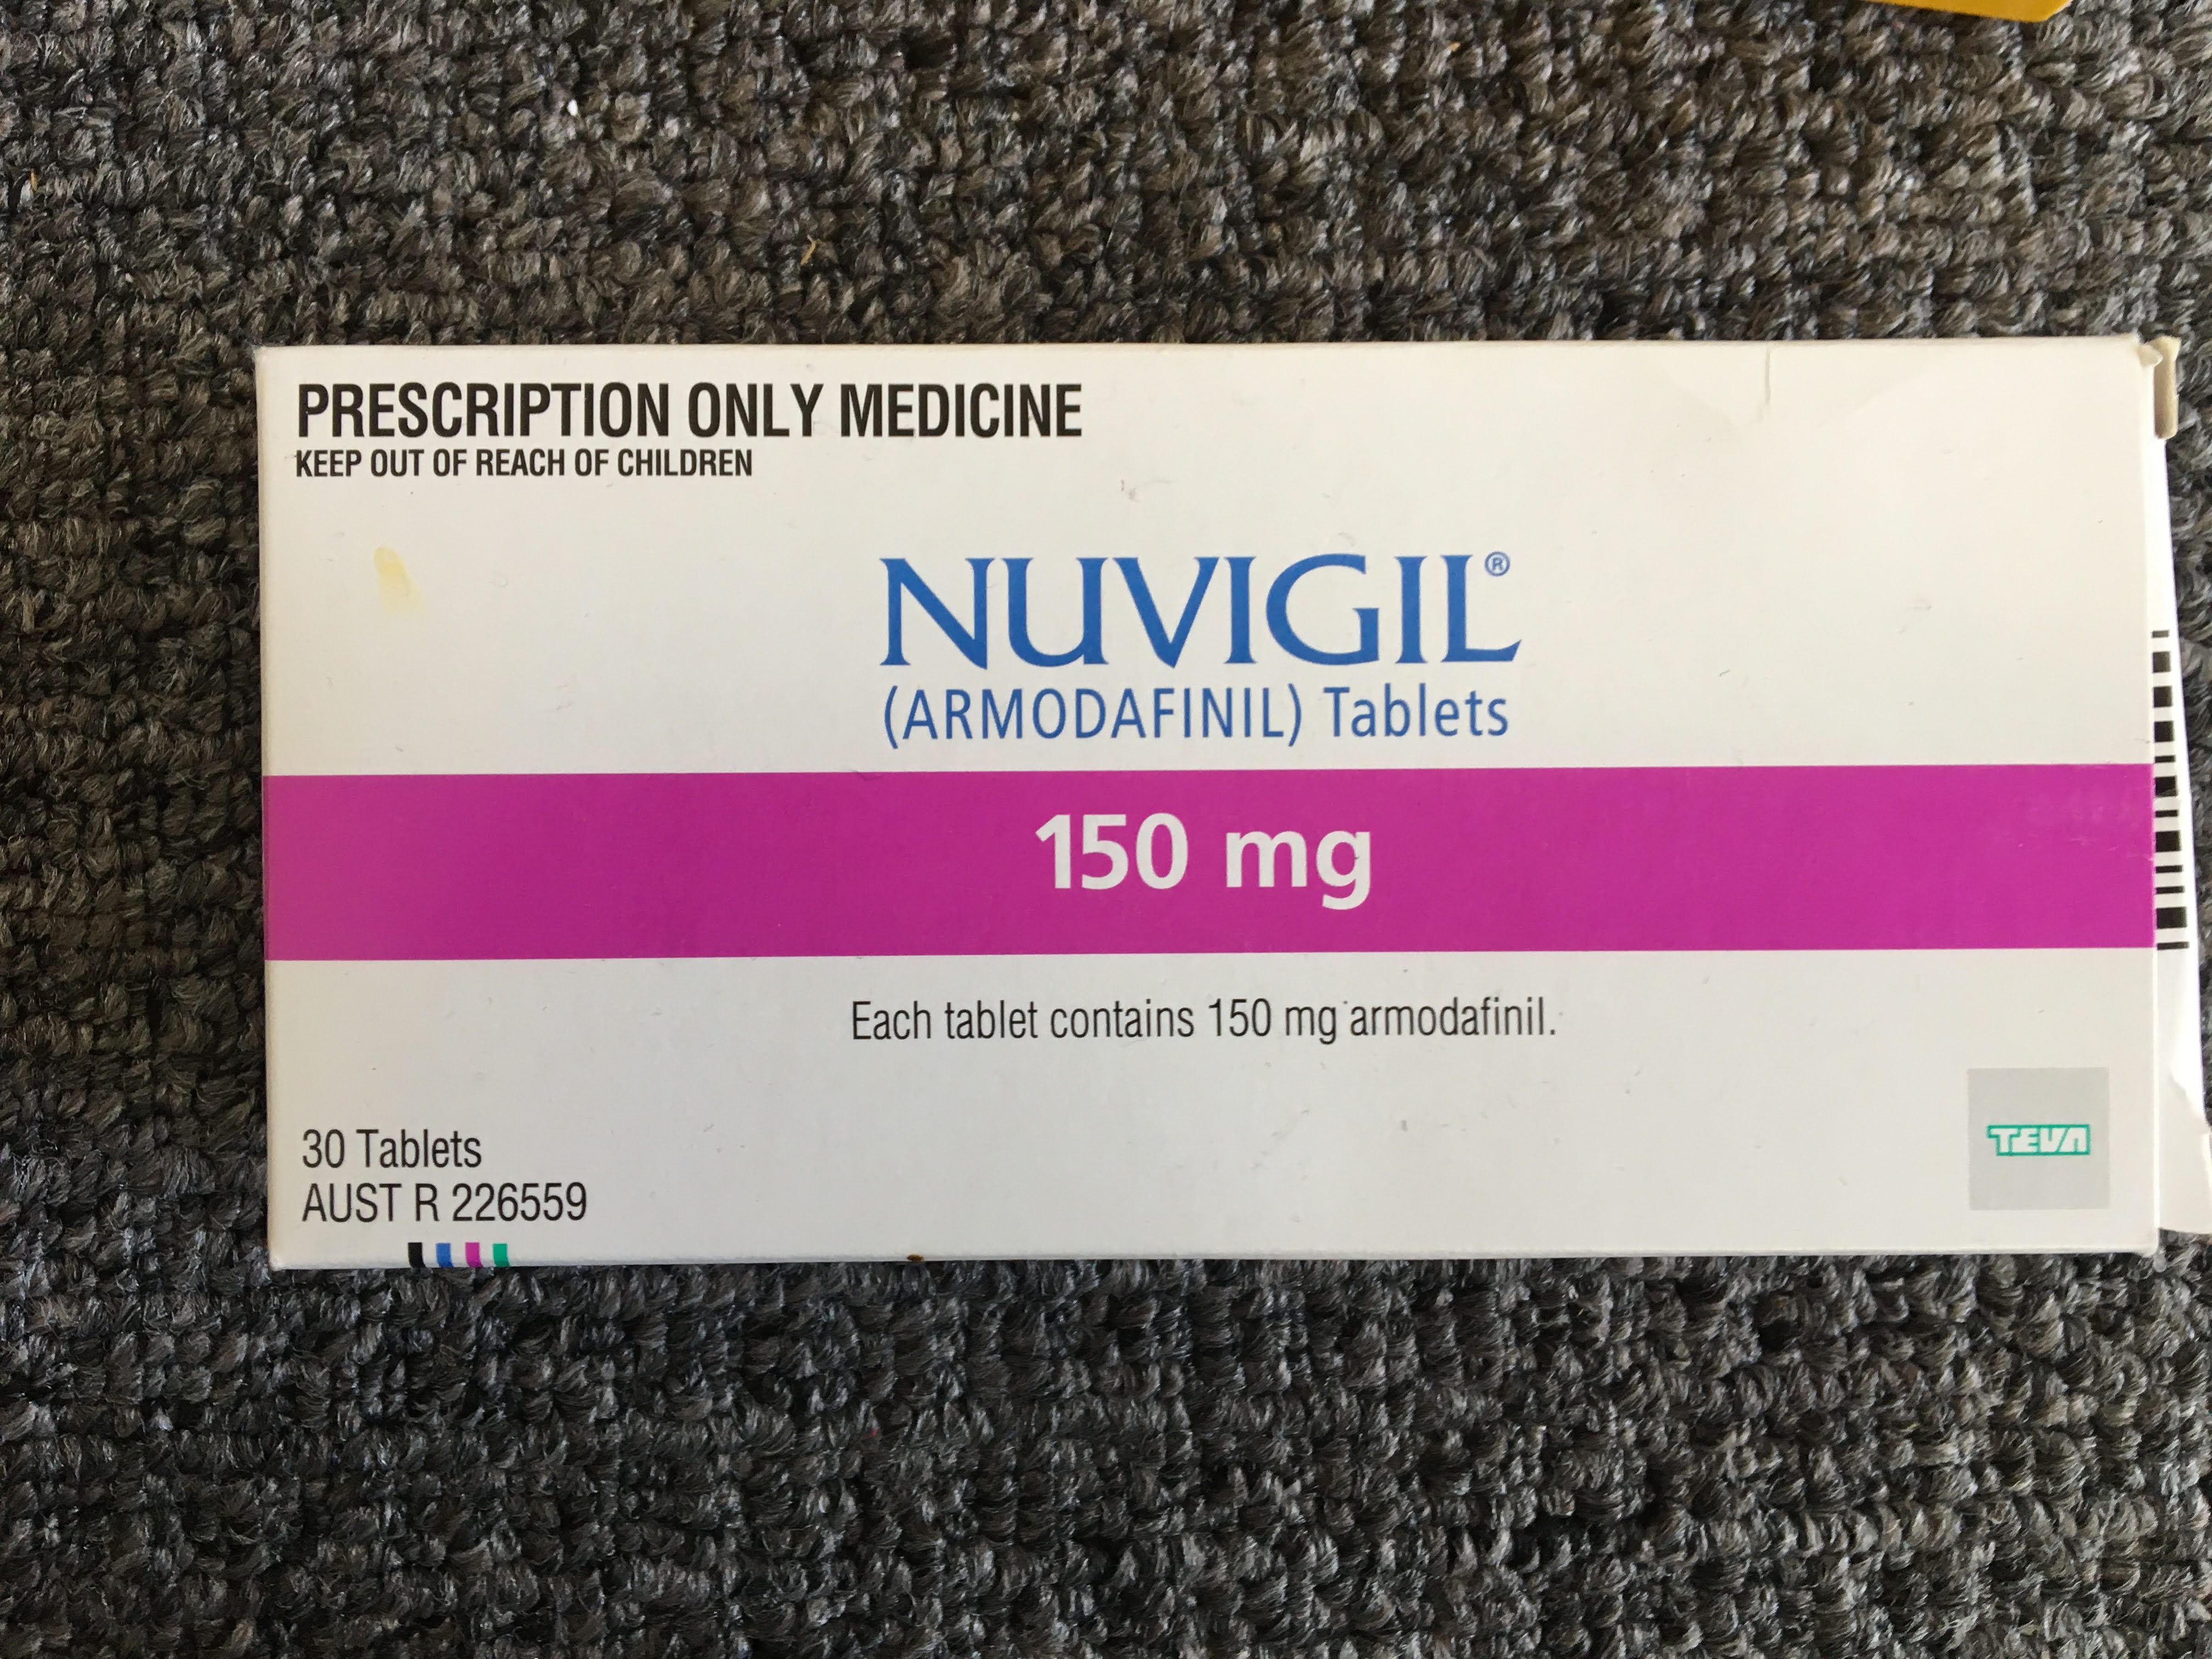 PRESCRIPTION ONLY MEDICINE
KEEP OUT OF REACH OF CHILDREN
NUVIGIL®
(ARMODAFINIL) Tablets
150 mg
Each tablet contains 150 mg armodafinil.
30 Tablets
AUST R 226559
TEVA